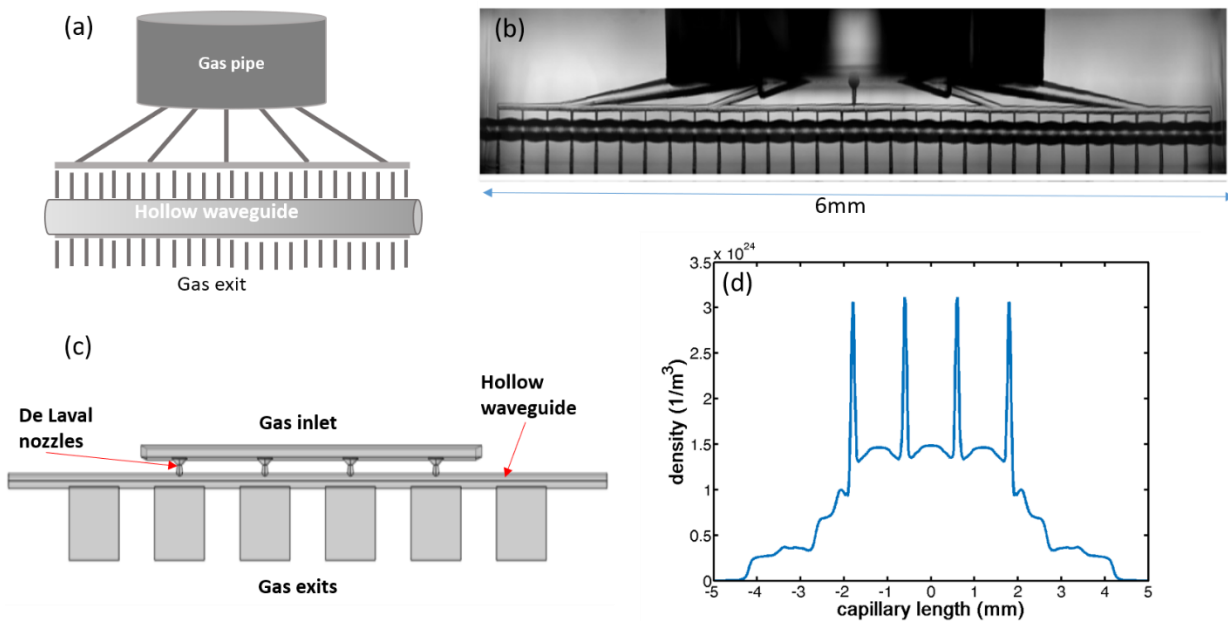 (a)
Gas pipe
Hollow waveguide
Gas exit
(b)
6mm
(c)
De Laval
nozzles
Gas inlet
Hollow
waveguide
Gas exits
(d)
x 10^24
3.5
3
2.5
2
1.5
1
0.5
0
density (1/m^3)
-5 -4 -3 -2 -1 0 1 2 3 4 5
capillary length (mm)